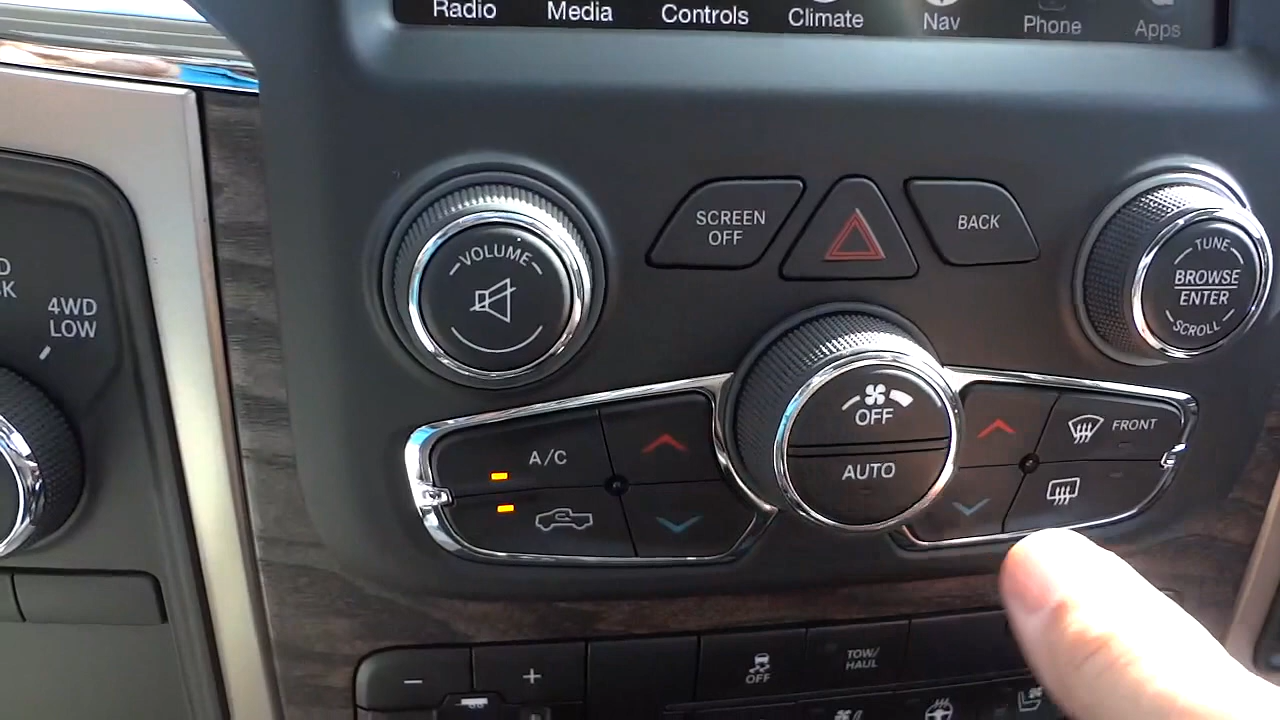 Radio Media Controls Climate Nav Phone Apps
SCREEN
OFF
BACK
VOLUME
TUNE
BROWSE
ENTER
SCROLL
4WD
LOW
OFF
AUTO
A/C
FRONT
- +
OFF
TOW/
HAUL